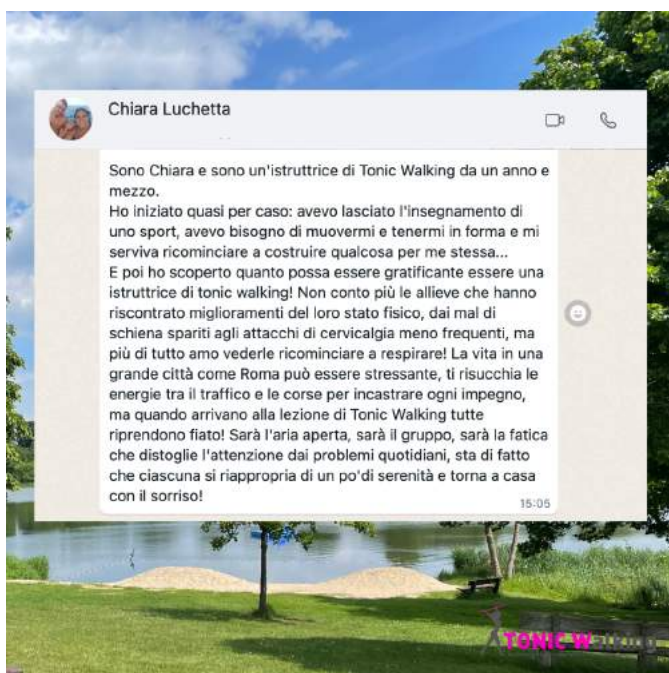 Chiara Luchetta
Sono Chiara e sono un'istruttrice di Tonic Walking da un anno e
mezzo.
Ho iniziato quasi per caso: avevo lasciato l'insegnamento di
uno sport, avevo bisogno di muovermi e tenermi in forma e mi
serviva ricominciare a costruire qualcosa per me stessa...
E poi ho scoperto quanto possa essere gratificante essere una
istruttrice di tonic walking! Non conto più le allieve che hanno
riscontrato miglioramenti del loro stato fisico, dai mal di
schiena spariti agli attacchi di cervicalgia meno frequenti, ma
più di tutto amo vederle ricominciare a respirare! La vita in una
grande città come Roma può essere stressante, ti risucchia le
energie tra il traffico e le corse per incastrare ogni impegno,
ma quando arrivano alla lezione di Tonic Walking tutte
riprendono fiato! Sarà l'aria aperta, sarà il gruppo, sarà la fatica
che distoglie l'attenzione dai problemi quotidiani, sta di fatto
che ciascuna si riappropria di un po'di serenità e torna a casa
con il sorriso!
15:05
TONIC Walking